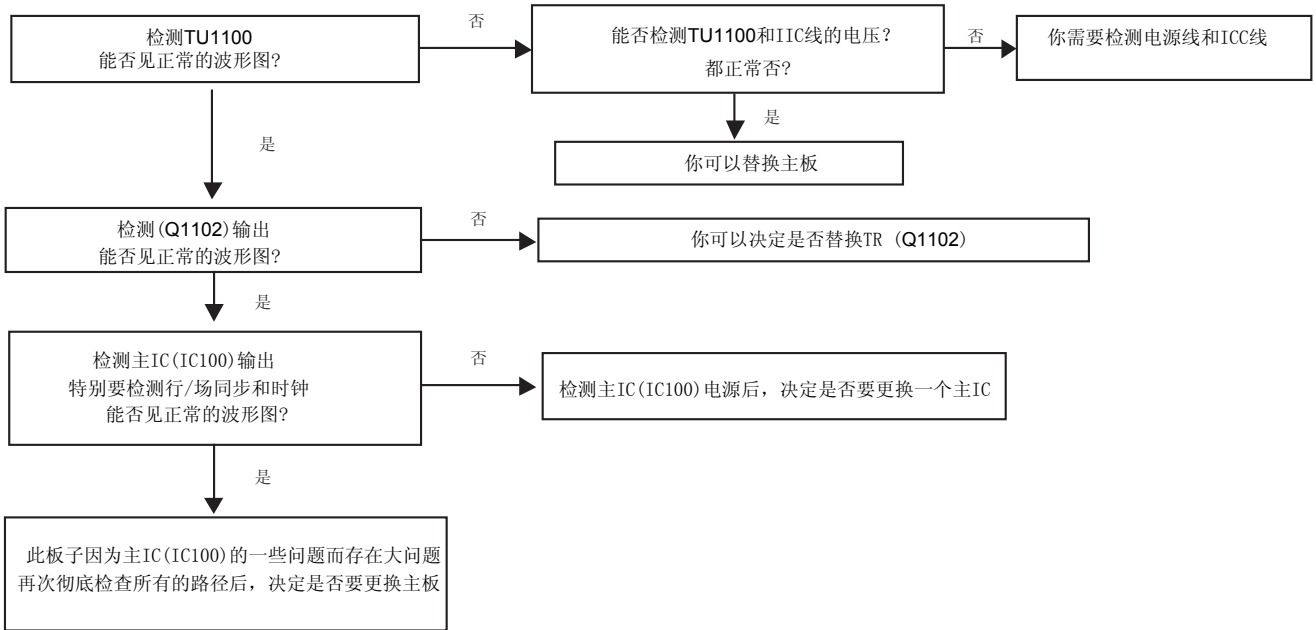 检测TU1100
能否见正常的波形图?
否
能否检测TU1100和IIC线的电压?
都正常否?
否
你需要检测电源线和ICC线
是
是
你可以替换主板
检测(Q1102)输出
能否见正常的波形图?
否
你可以决定是否替换TR (Q1102)
是
检测主IC(IC100)输出
特别要检测行/场同步和时钟
能否见正常的波形图?
否
检测主IC(IC100)电源后，决定是否要更换一个主IC
是
此板子因为主IC(IC100)的一些问题而存在大问题
再次彻底检查所有的路径后，决定是否要更换主板